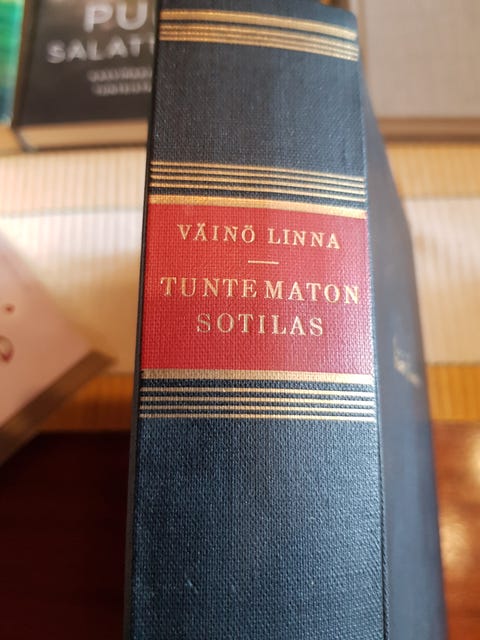 PU
SALAT
VÄINÖ LINNA
TUNTEMATON
SOTILAS